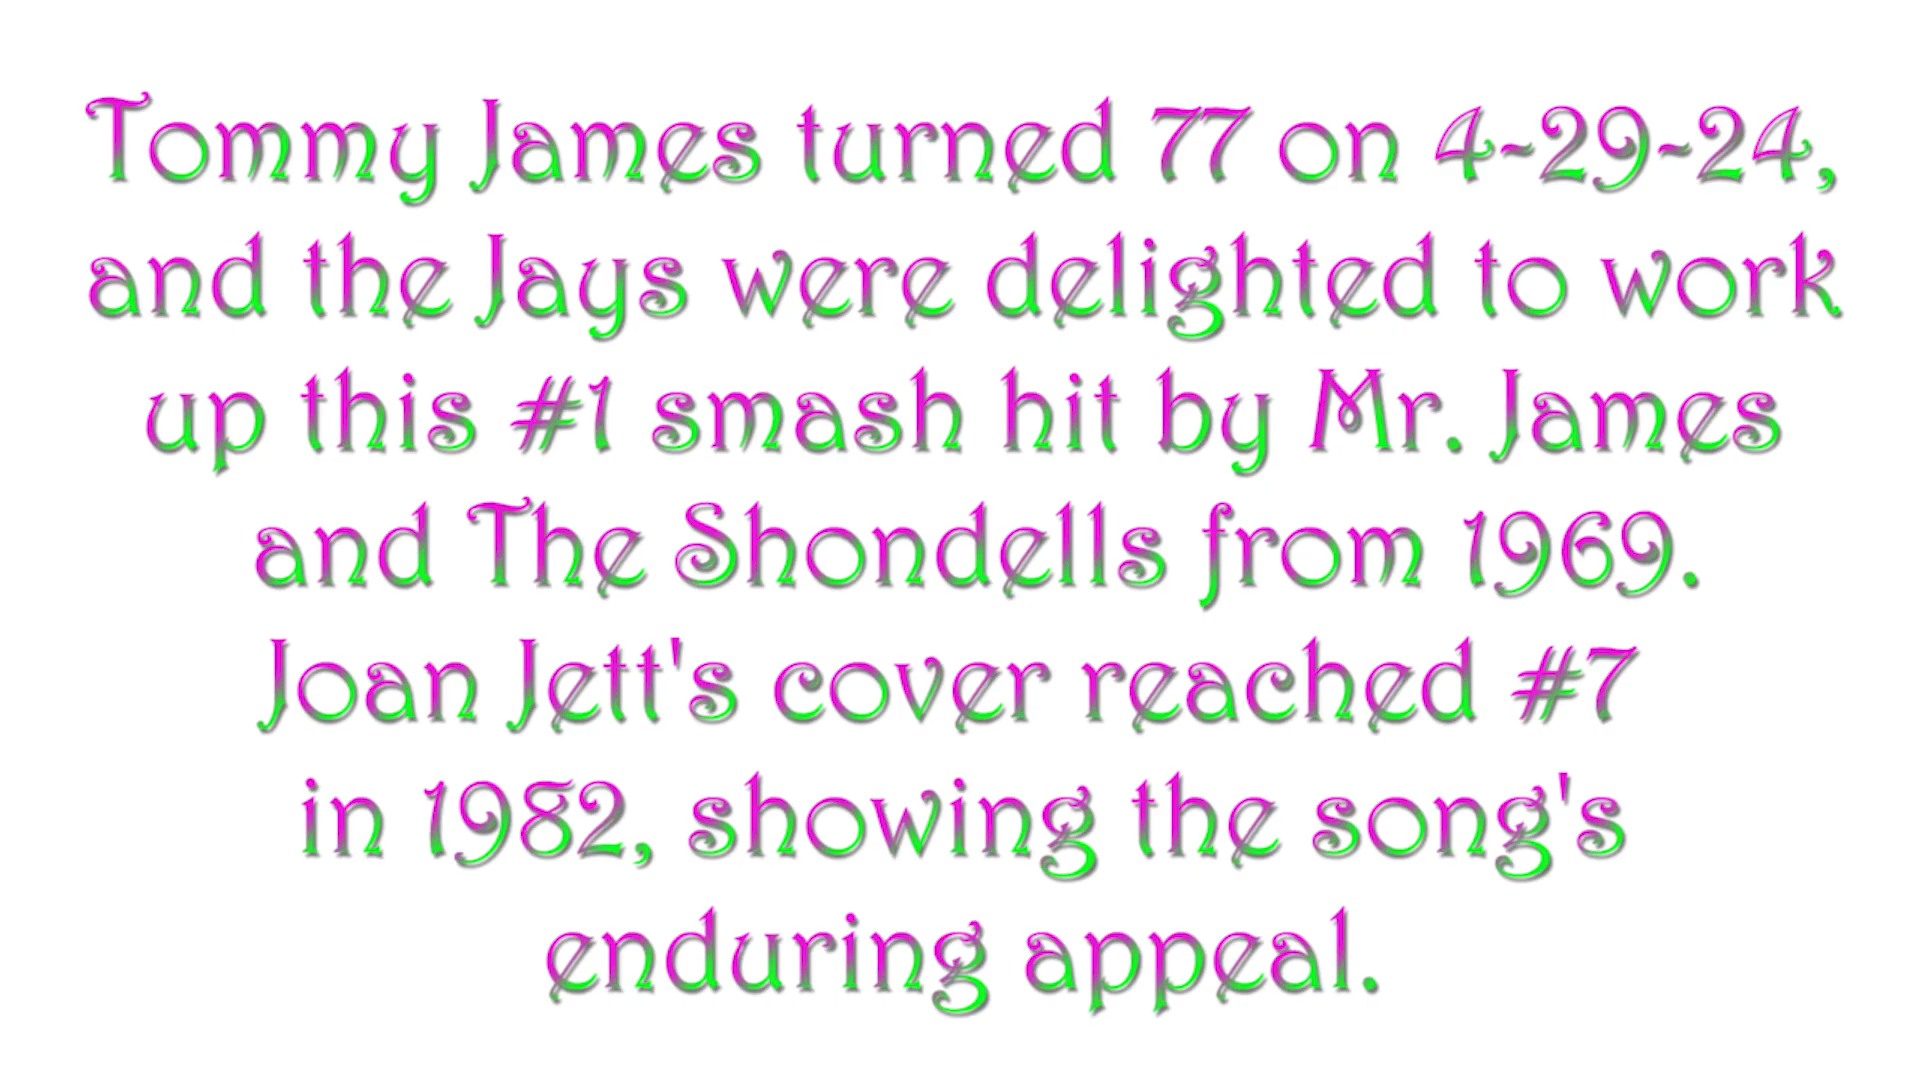 Tommy James turned 77 on 4-29-24,
and the Jays were delighted to work
up this #1 smash hit by Mr. James
and The Shondells from 1969.
Joan Jett's cover reached #7
in 1982, showing the song's
enduring appeal.